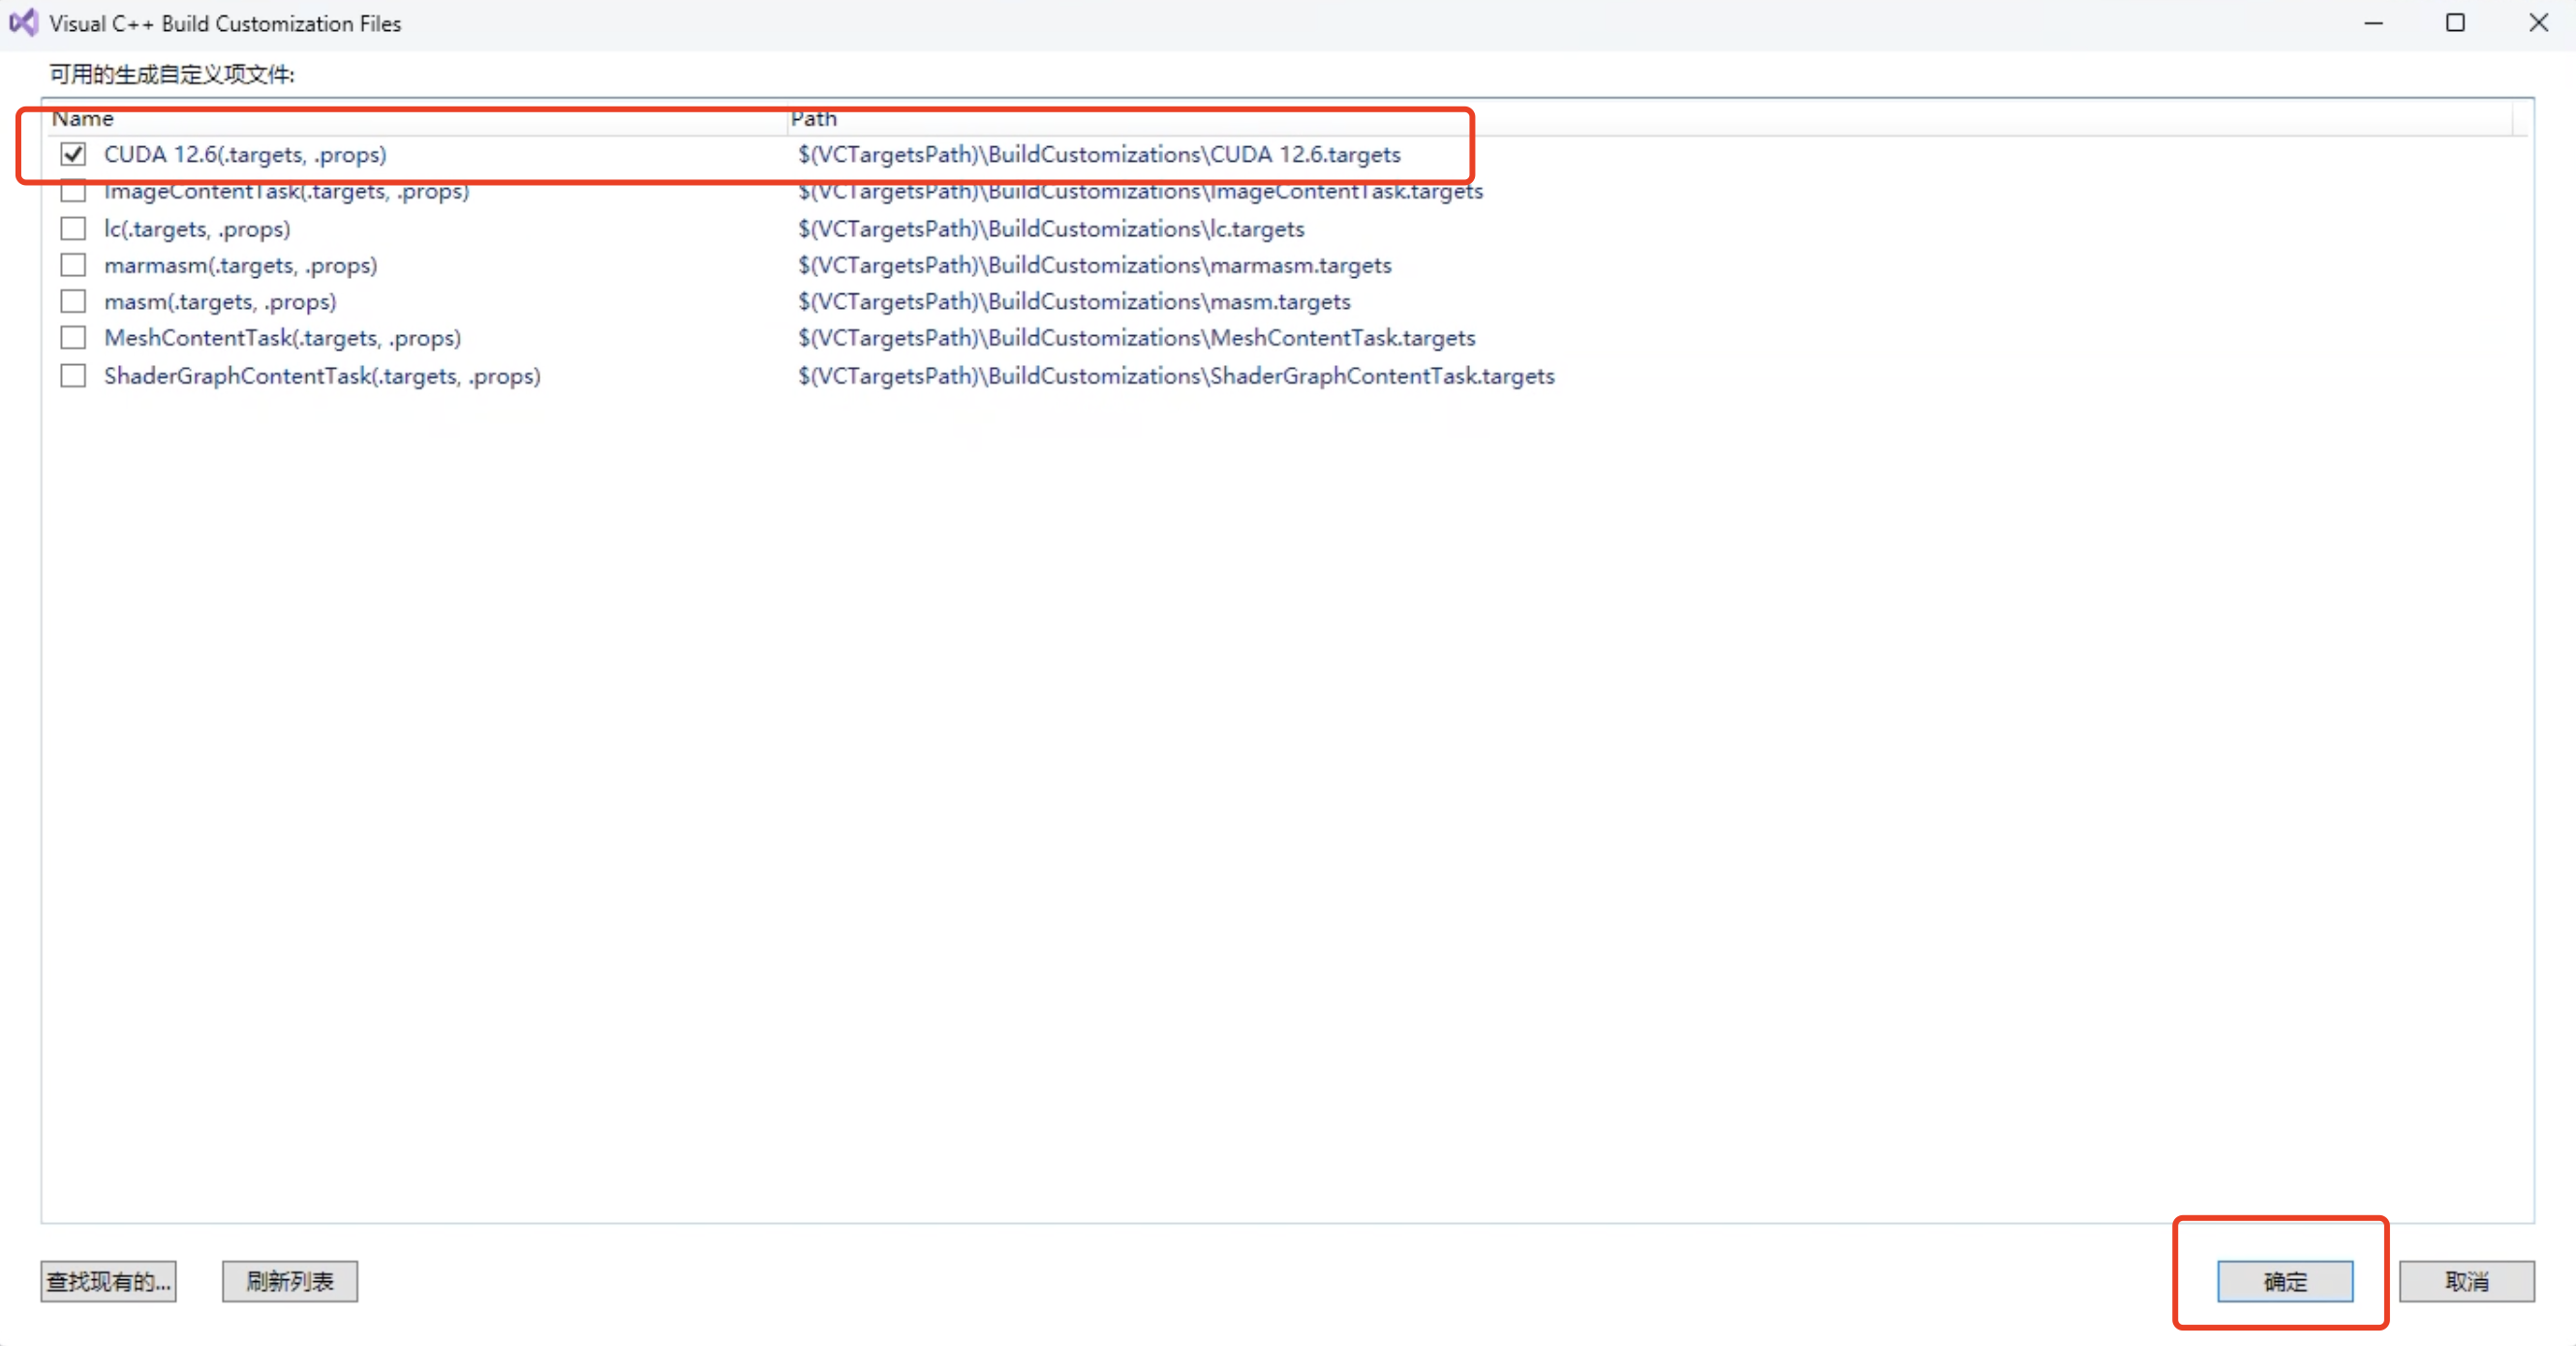 Visual C++ Build Customization Files
可用的生成自定义项文件:
Name Path
CUDA 12.6(.targets, .props) $(VCTargetsPath)\BuildCustomizations\CUDA 12.6.targets
ImageContentTask(.targets, .props) $(VCTargetsPath)\BuildCustomizations\ImageContentTask.targets
lc(.targets, .props) $(VCTargetsPath)\BuildCustomizations\lc.targets
marmasm(.targets, .props) $(VCTargetsPath)\BuildCustomizations\marmasm.targets
masm(.targets, .props) $(VCTargetsPath)\BuildCustomizations\masm.targets
MeshContentTask(.targets, .props) $(VCTargetsPath)\BuildCustomizations\MeshContentTask.targets
ShaderGraphContentTask(.targets, .props) $(VCTargetsPath)\BuildCustomizations\ShaderGraphContentTask.targets
查找现有的... 刷新列表 确定 取消